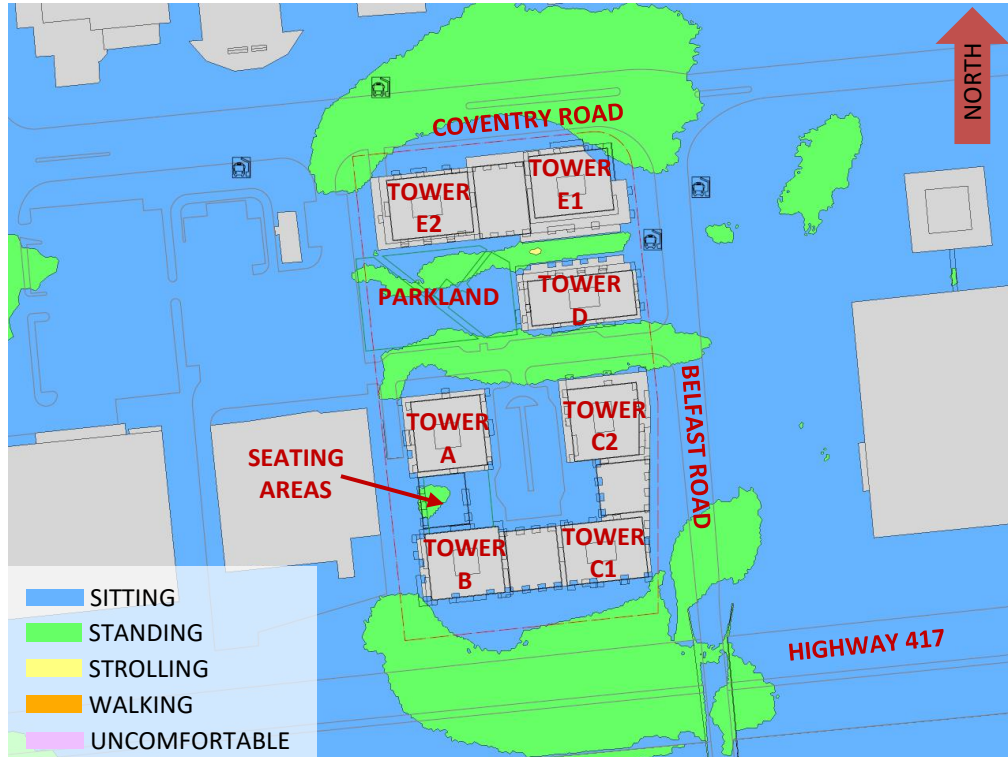 NORTH
COVENTRY ROAD
TOWER
E2
TOWER
E1
PARKLAND
TOWER
D
BELFAST ROAD
TOWER
A
TOWER
C2
SEATING
AREAS
TOWER
B
TOWER
C1
HIGHWAY 417
SITTING
STANDING
STROLLING
WALKING
UNCOMFORTABLE